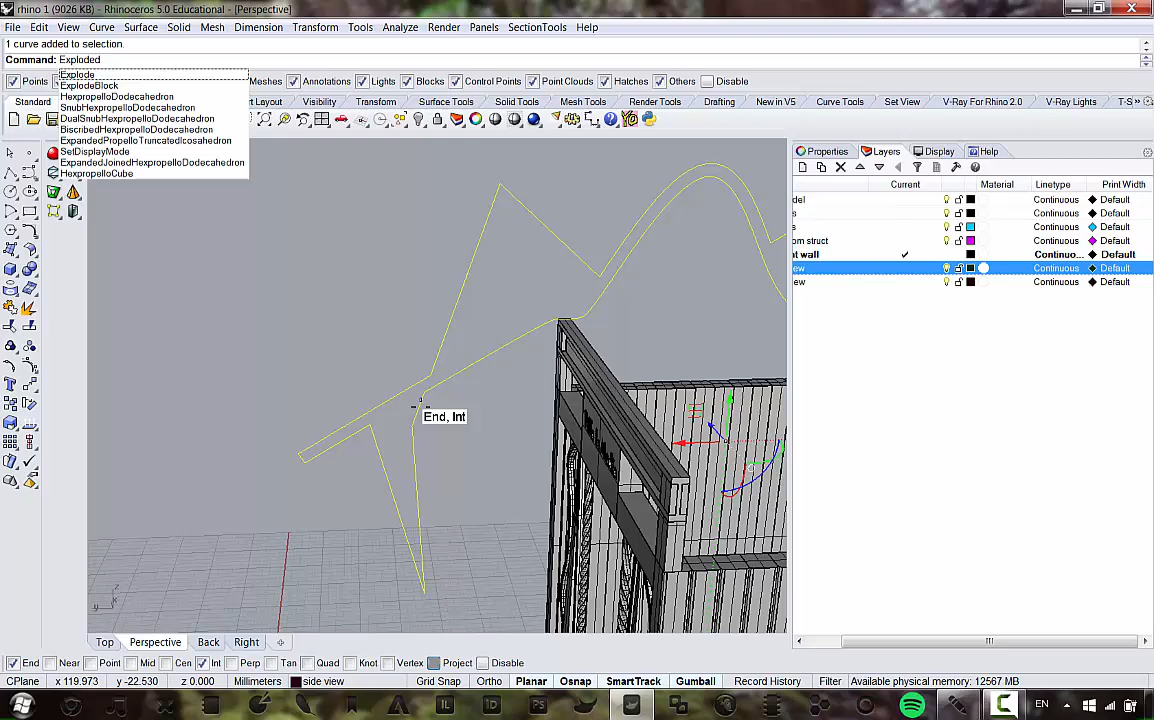 rhino 1 (9026 KB) - Rhinoceros 5.0 Educational - [Perspective]
File Edit View Curve Surface Solid Mesh Dimension Transform Tools Analyze Render Panels SectionTools Help
1 curve added to selection.
Command: Exploded
Points Meshes Annotations Lights Blocks Control Points Point Clouds Hatches Others Disable
Explode
ExplodeBlock
HexpropelloDodecahedron
SnubHexpropelloDodecahedron
DualSnubHexpropelloDodecahedron
BiscribedHexpropelloDodecahedron
ExpandedPropelloTruncatedIcosahedron
SetDisplayMode
ExpandedJoinedHexpropelloDodecahedron
HexpropelloCube
Standard Layout Visibility Transform Surface Tools Solid Tools Mesh Tools Render Tools Drafting New in V5 Curve Tools Set View V-Ray For Rhino 2.0 V-Ray Lights T-S
Properties Layers Display Help
Current Material Linetype Print Width
del Continuous Default
s Continuous Default
s Continuous Default
om struct Continuous Default
nt wall Continuo... Default
ew Continuous Default
ew Continuous Default
End, Int
z
y x
Top Perspective Back Right
End Near Point Mid Cen Int Perp Tan Quad Knot Vertex Project Disable
CPlane x 119.973 y -22.530 z 0.000 Millimeters side view Grid Snap Ortho Planar Osnap SmartTrack Gumball Record History Filter Available physical memory: 12567 MB
IL ID PS EN